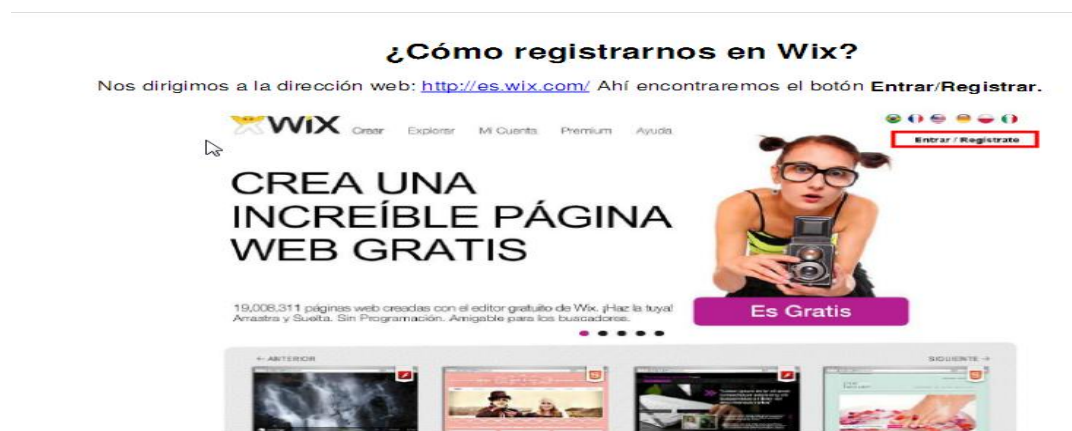 ¿Cómo registrarnos en Wix?
Nos dirigimos a la dirección web: http://es.wix.com/ Ahí encontraremos el botón Entrar/Registrar.
WiX Crear Explorar Mi Cuenta Premium Ayuda
Entrar / Regístrate
CREA UNA
INCREÍBLE PÁGINA
WEB GRATIS
19,008,311 páginas web creadas con el editor gratuito de Wix. ¡Haz la tuya!
Arrastra y Suelta. Sin Programación. Amigable para los buscadores.
Es Gratis
← ANTERIOR
SIGUIENTE →